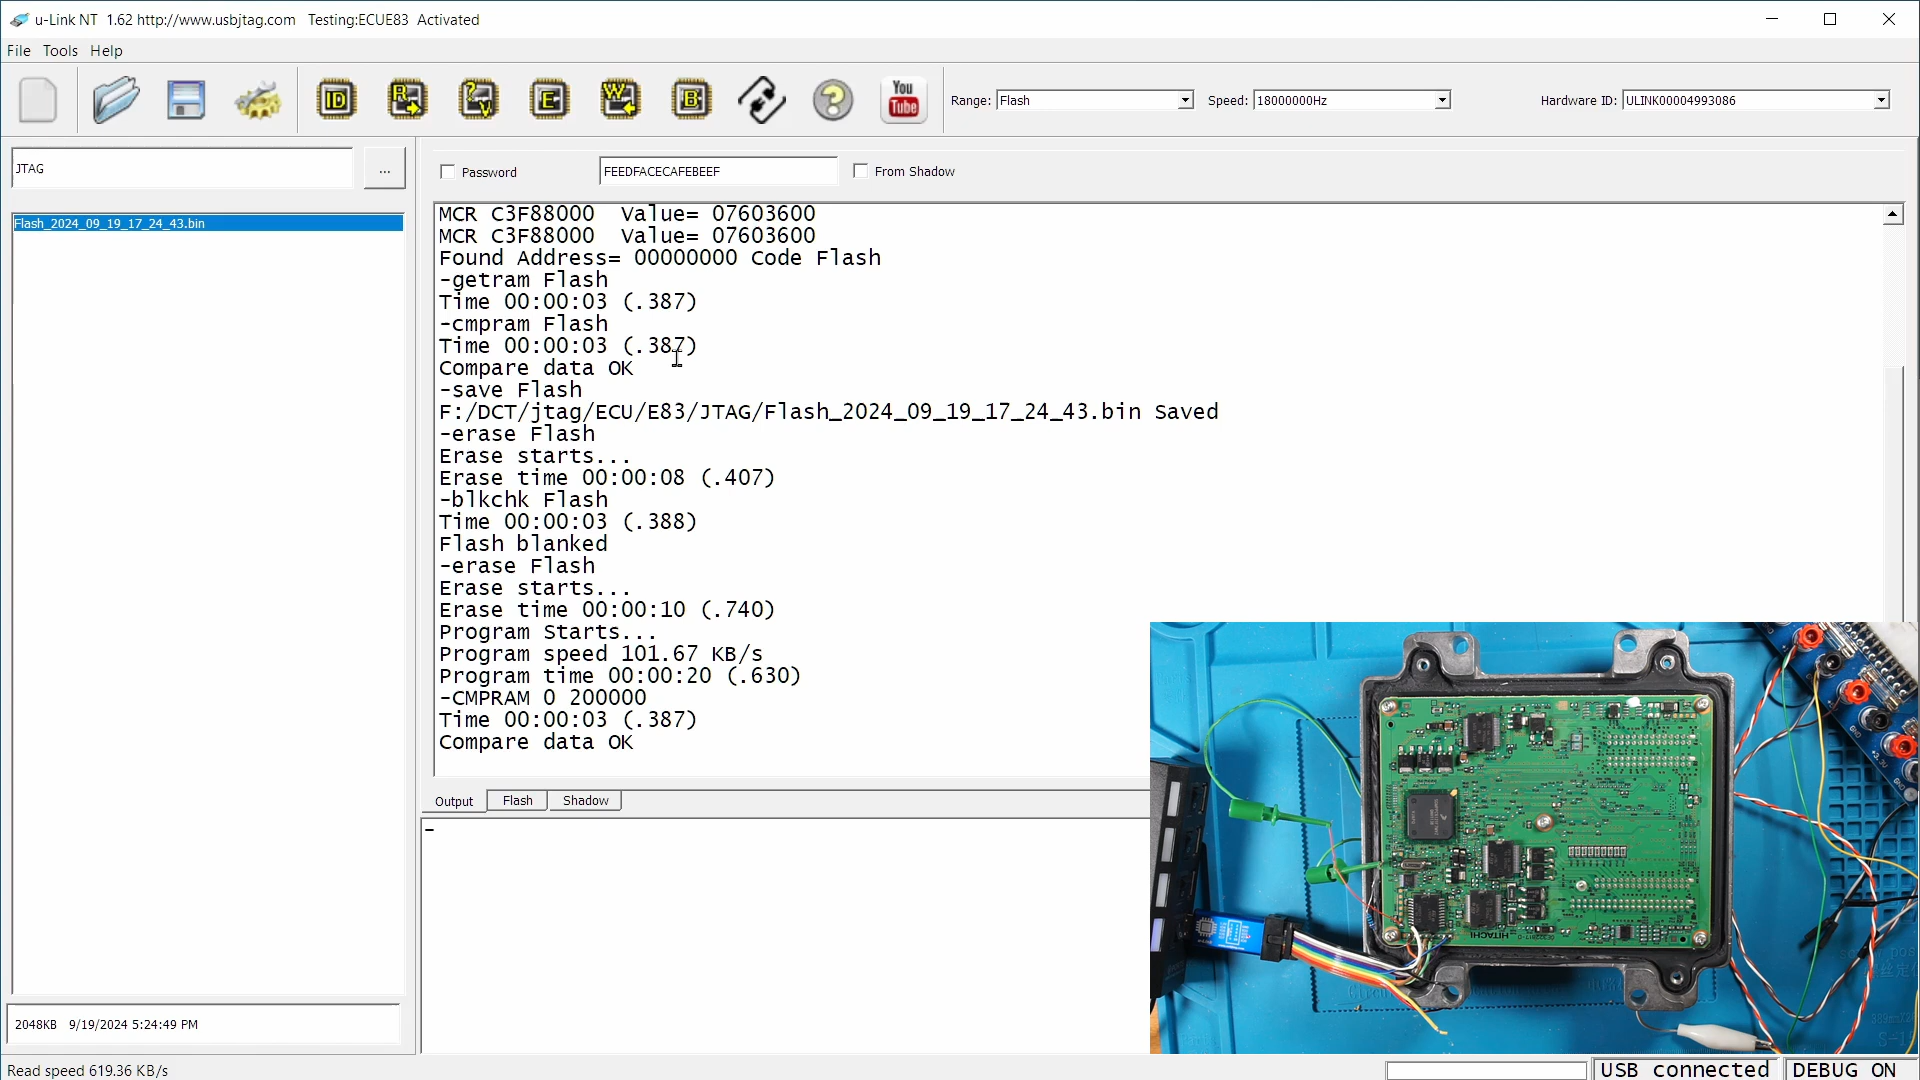 u-Link NT 1.62 http://www.usbjtag.com Testing:ECUE83 Activated
File Tools Help
ID R ?V E W B You Tube
Range: Flash Speed: 18000000Hz Hardware ID: ULINK00004993086
JTAG ...
Password FEEDFACECAFEBEEF From Shadow
Flash_2024_09_19_17_24_43.bin
MCR C3F88000 Value= 07603600
MCR C3F88000 Value= 07603600
Found Address= 00000000 Code Flash
-getram Flash
Time 00:00:03 (.387)
-cmpram Flash
Time 00:00:03 (.387)
Compare data OK
-save Flash
F:/DCT/jtag/ECU/E83/JTAG/Flash_2024_09_19_17_24_43.bin Saved
-erase Flash
Erase starts...
Erase time 00:00:08 (.407)
-blkchk Flash
Time 00:00:03 (.388)
Flash blanked
-erase Flash
Erase starts...
Erase time 00:00:10 (.740)
Program Starts...
Program speed 101.67 KB/s
Program time 00:00:20 (.630)
-CMPRAM 0 200000
Time 00:00:03 (.387)
Compare data OK
Output Flash Shadow
-
HITACHI
2048KB 9/19/2024 5:24:49 PM
Read speed 619.36 KB/s
USB connected DEBUG ON